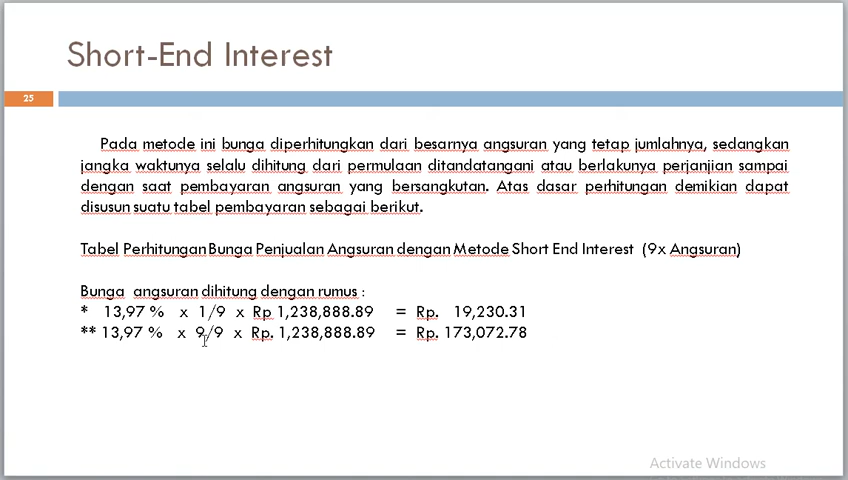 Short-End Interest
25
Pada metode ini bunga diperhitungkan dari besarnya angsuran yang tetap jumlahnya, sedangkan
jangka waktunya selalu dihitung dari permulaan ditandatangani atau berlakunya perjanjian sampai
dengan saat pembayaran angsuran yang bersangkutan. Atas dasar perhitungan demikian dapat
disusun suatu tabel pembayaran sebagai berikut.
Tabel Perhitungan Bunga Penjualan Angsuran dengan Metode Short End Interest (9x Angsuran)
Bunga angsuran dihitung dengan rumus :
* 13,97 % x 1/9 x Rp 1,238,888.89 = Rp. 19,230.31
** 13,97 % x 9/9 x Rp. 1,238,888.89 = Rp. 173,072.78
Activate Windows